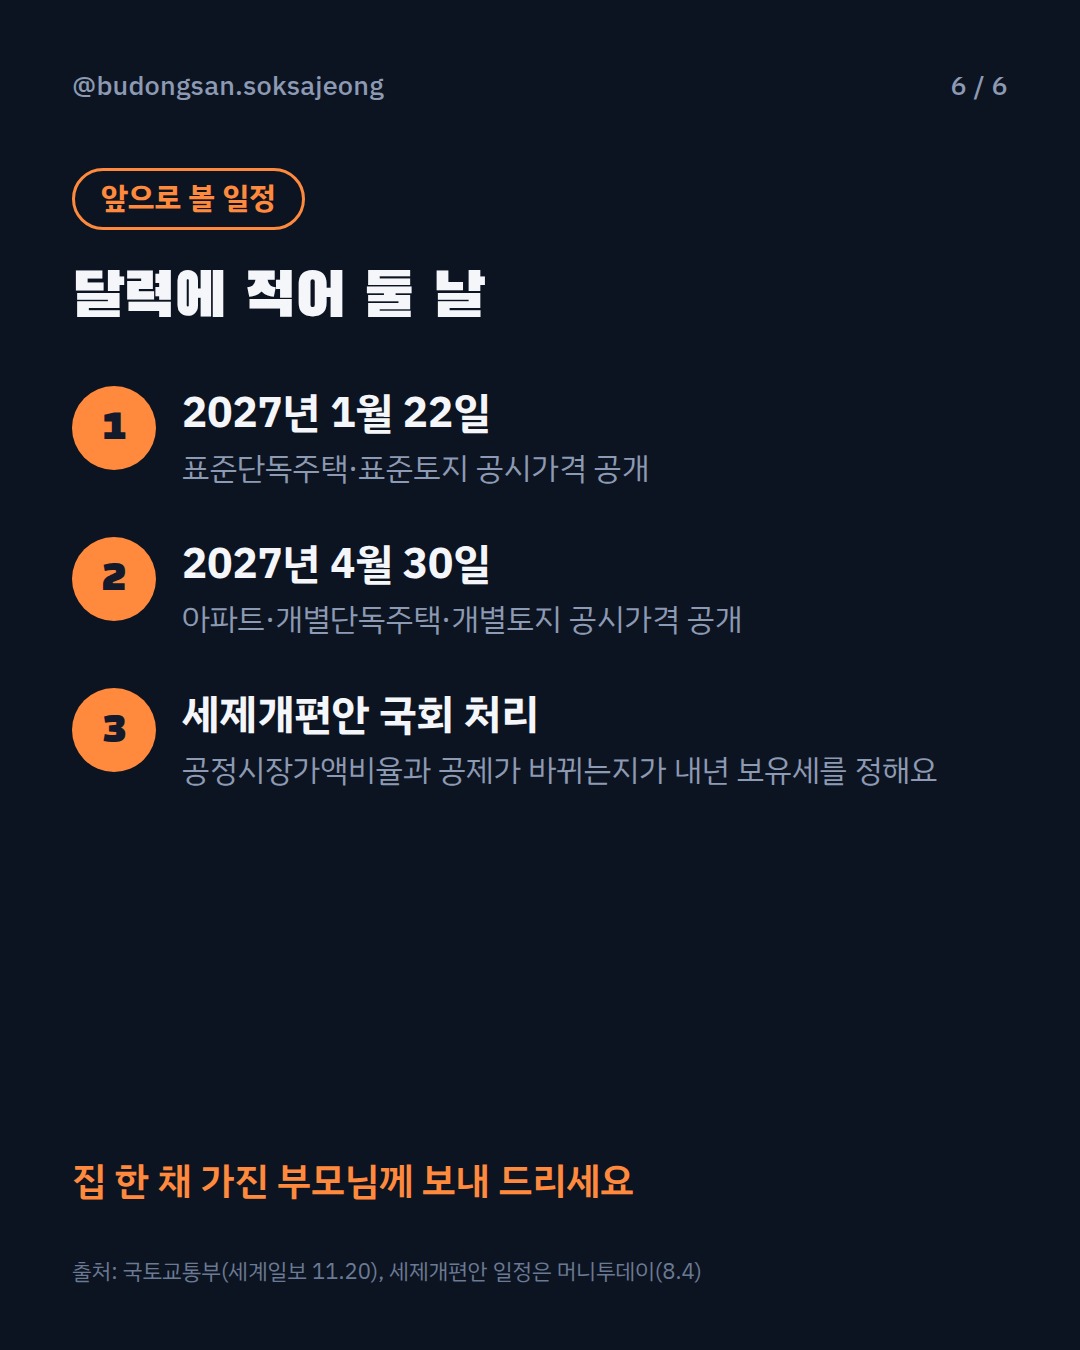 @budongsan.soksajeong
6 / 6
앞으로 볼 일정
달력에 적어 둘 날
1
2027년 1월 22일
표준단독주택·표준토지 공시가격 공개
2
2027년 4월 30일
아파트·개별단독주택·개별토지 공시가격 공개
3
세제개편안 국회 처리
공정시장가액비율과 공제가 바뀌는지가 내년 보유세를 정해요
집 한 채 가진 부모님께 보내 드리세요
출처: 국토교통부(세계일보 11.20), 세제개편안 일정은 머니투데이(8.4)